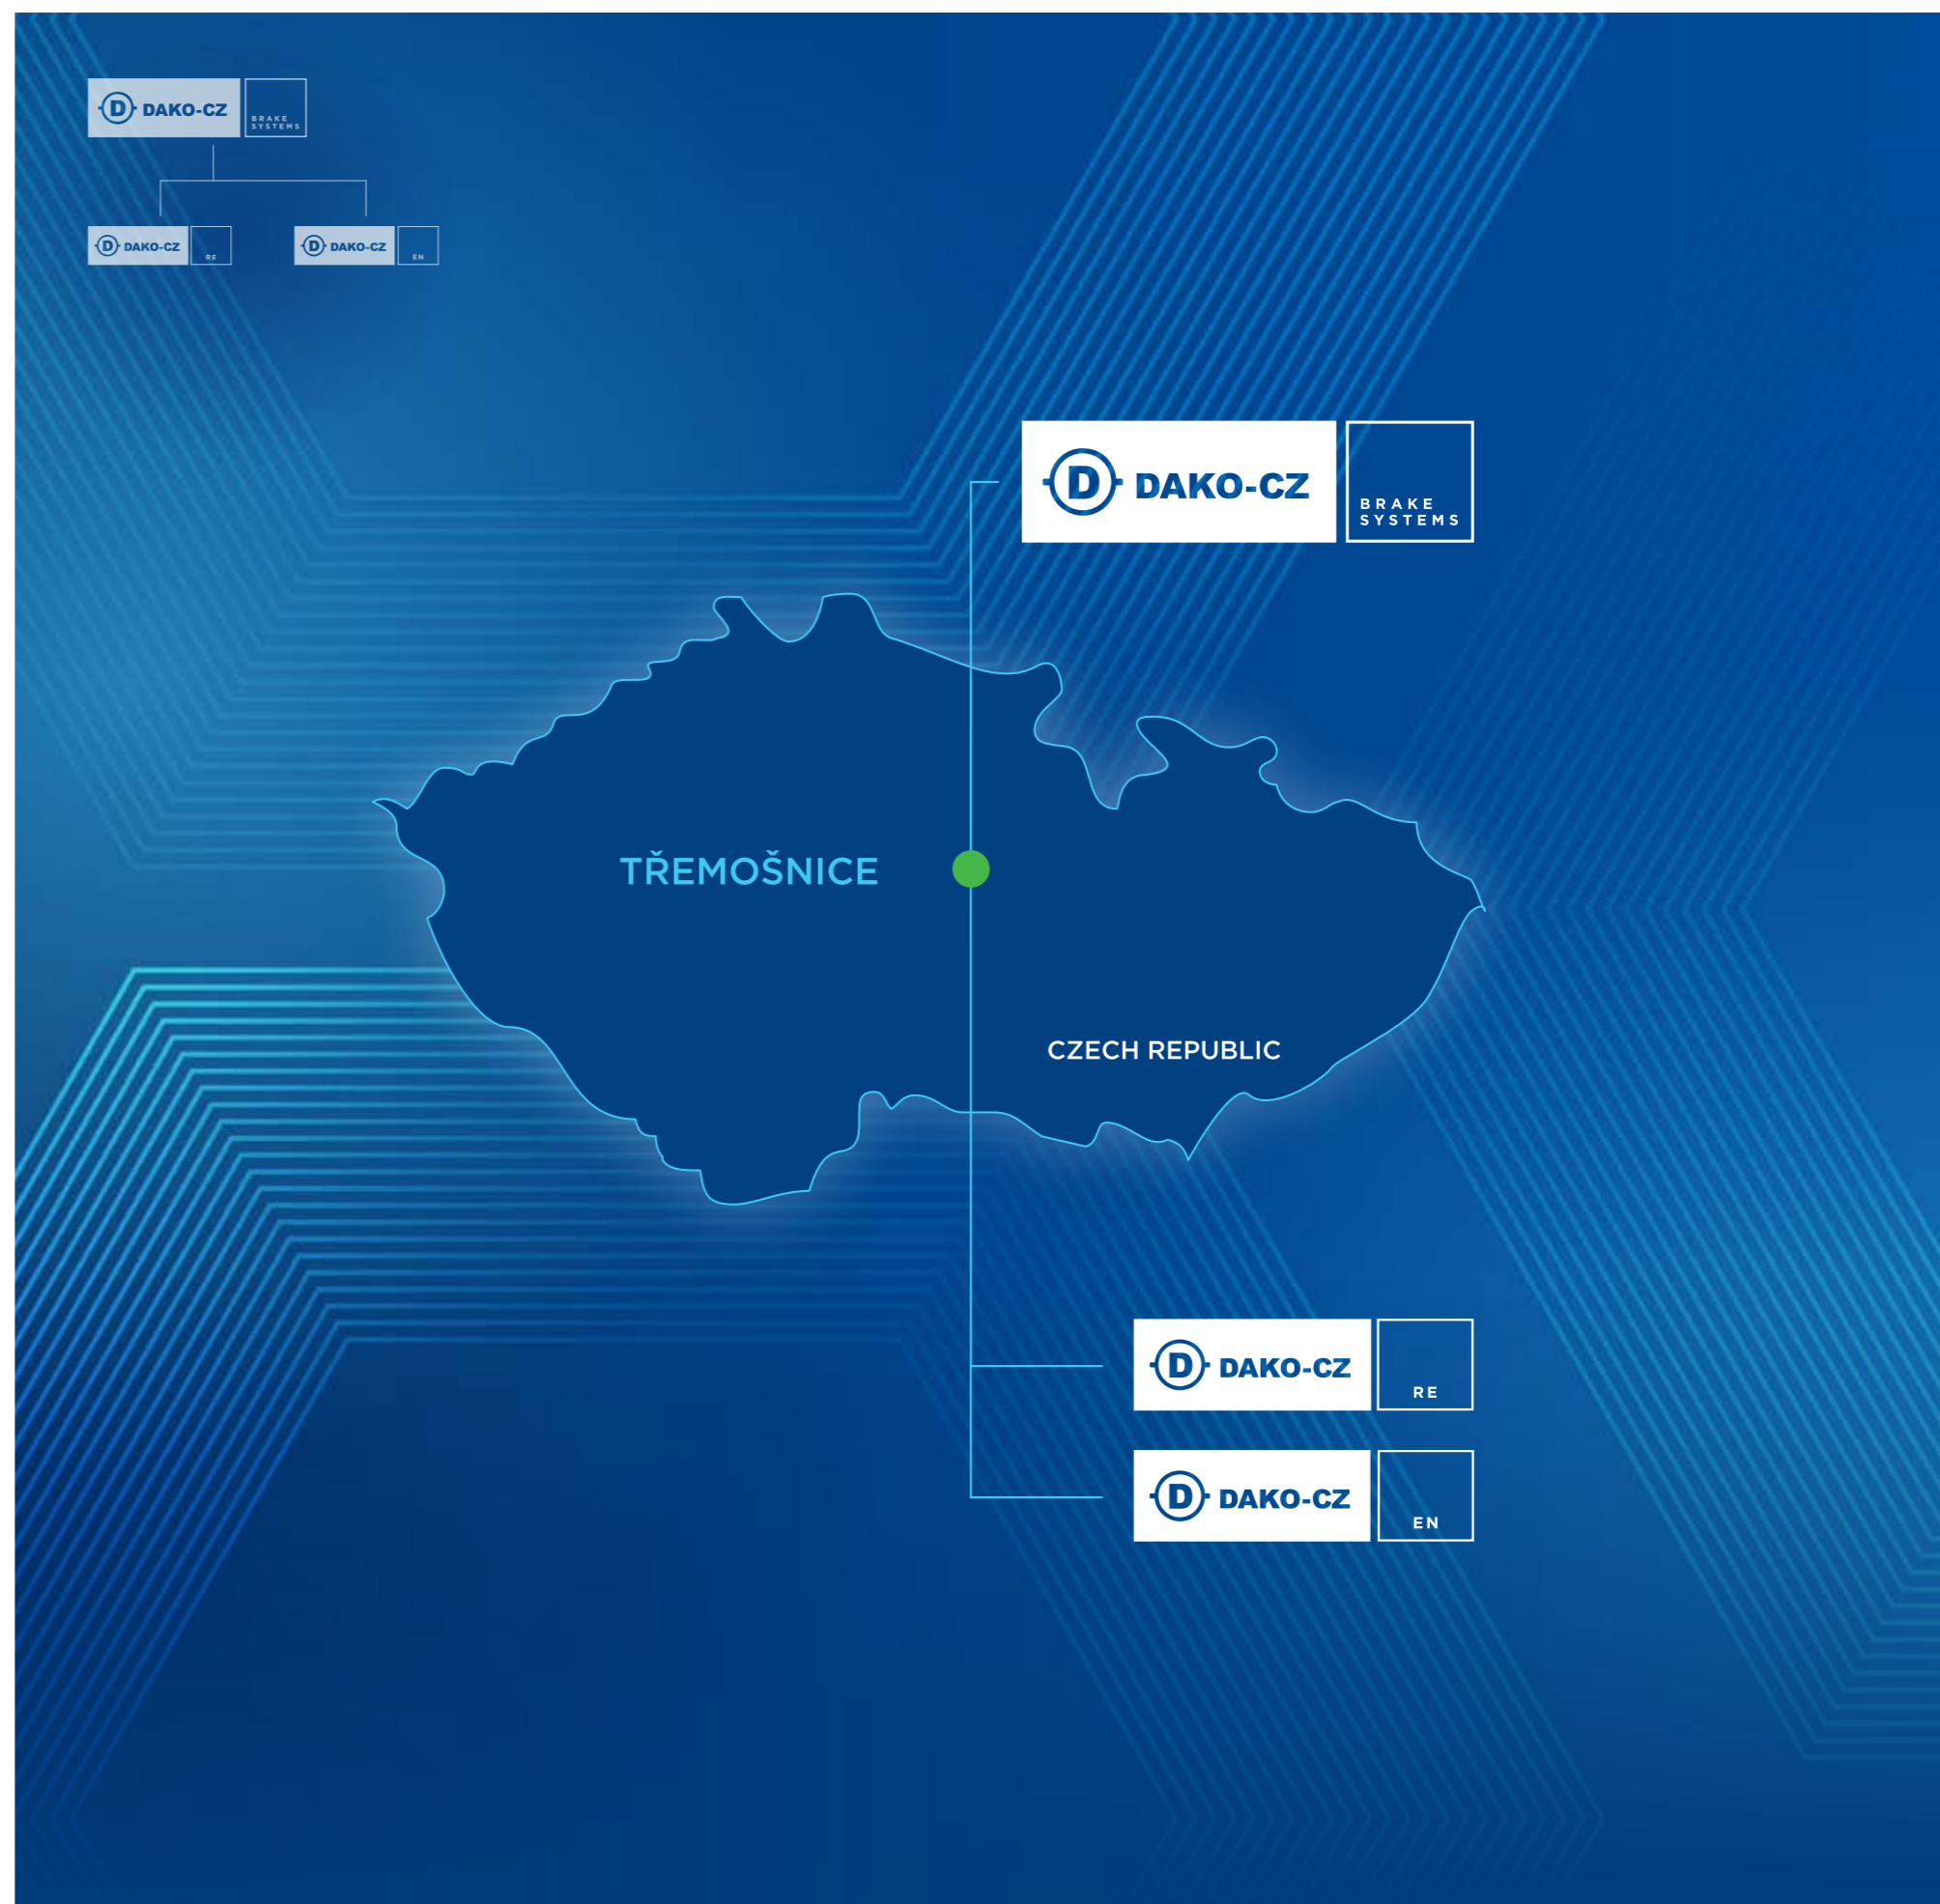 D DAKO-CZ
BRAKE
SYSTEMS
D DAKO-CZ
RE
D DAKO-CZ
EN
D DAKO-CZ
BRAKE
SYSTEMS
TŘEMOŠNICE
CZECH REPUBLIC
D DAKO-CZ
RE
D DAKO-CZ
EN